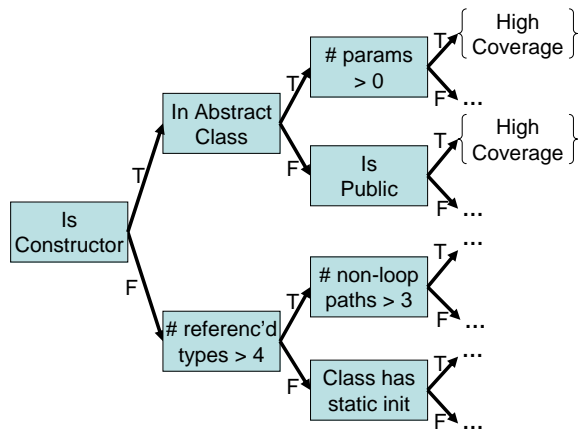 Is
Constructor
T
F
In Abstract
Class
T
F
# referenc'd
types > 4
T
F
# params
> 0
T
F
Is
Public
T
F
# non-loop
paths > 3
T
F
Class has
static init
T
F
{ High
Coverage }
...
{ High
Coverage }
...
...
...
...
...